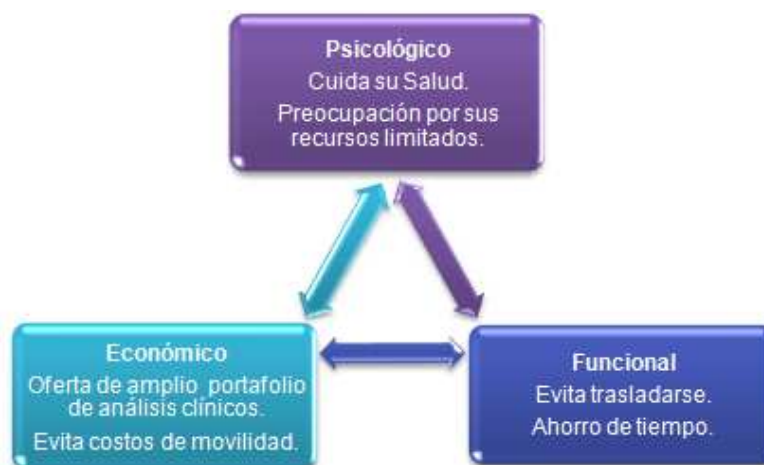 Psicológico
Cuida su Salud.
Preocupación por sus
recursos limitados.
Económico
Oferta de amplio portafolio
de análisis clínicos.
Evita costos de movilidad.
Funcional
Evita trasladarse.
Ahorro de tiempo.